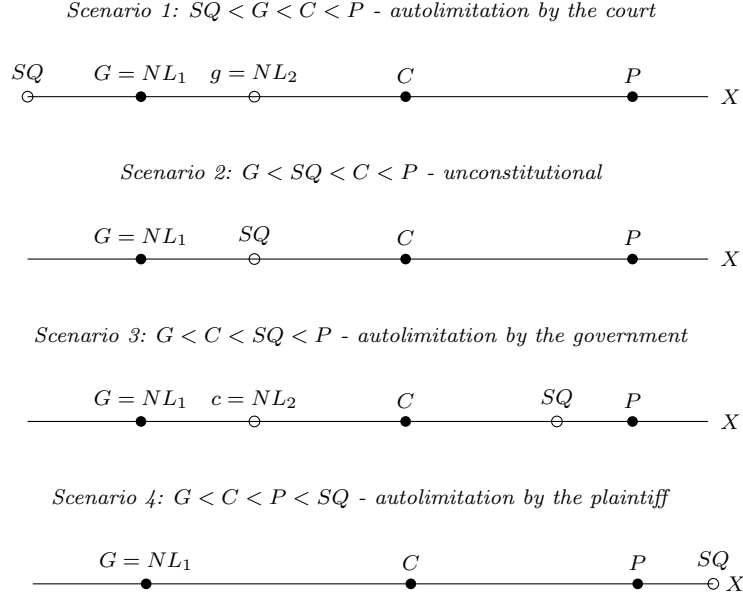 Scenario 1: SQ < G < C < P - autolimitation by the court
SQ G = NL₁ g = NL₂ C P
X
Scenario 2: G < SQ < C < P - unconstitutional
G = NL₁ SQ C P
X
Scenario 3: G < C < SQ < P - autolimitation by the government
G = NL₁ c = NL₂ C SQ P
X
Scenario 4: G < C < P < SQ - autolimitation by the plaintiff
G = NL₁ C P SQ
X